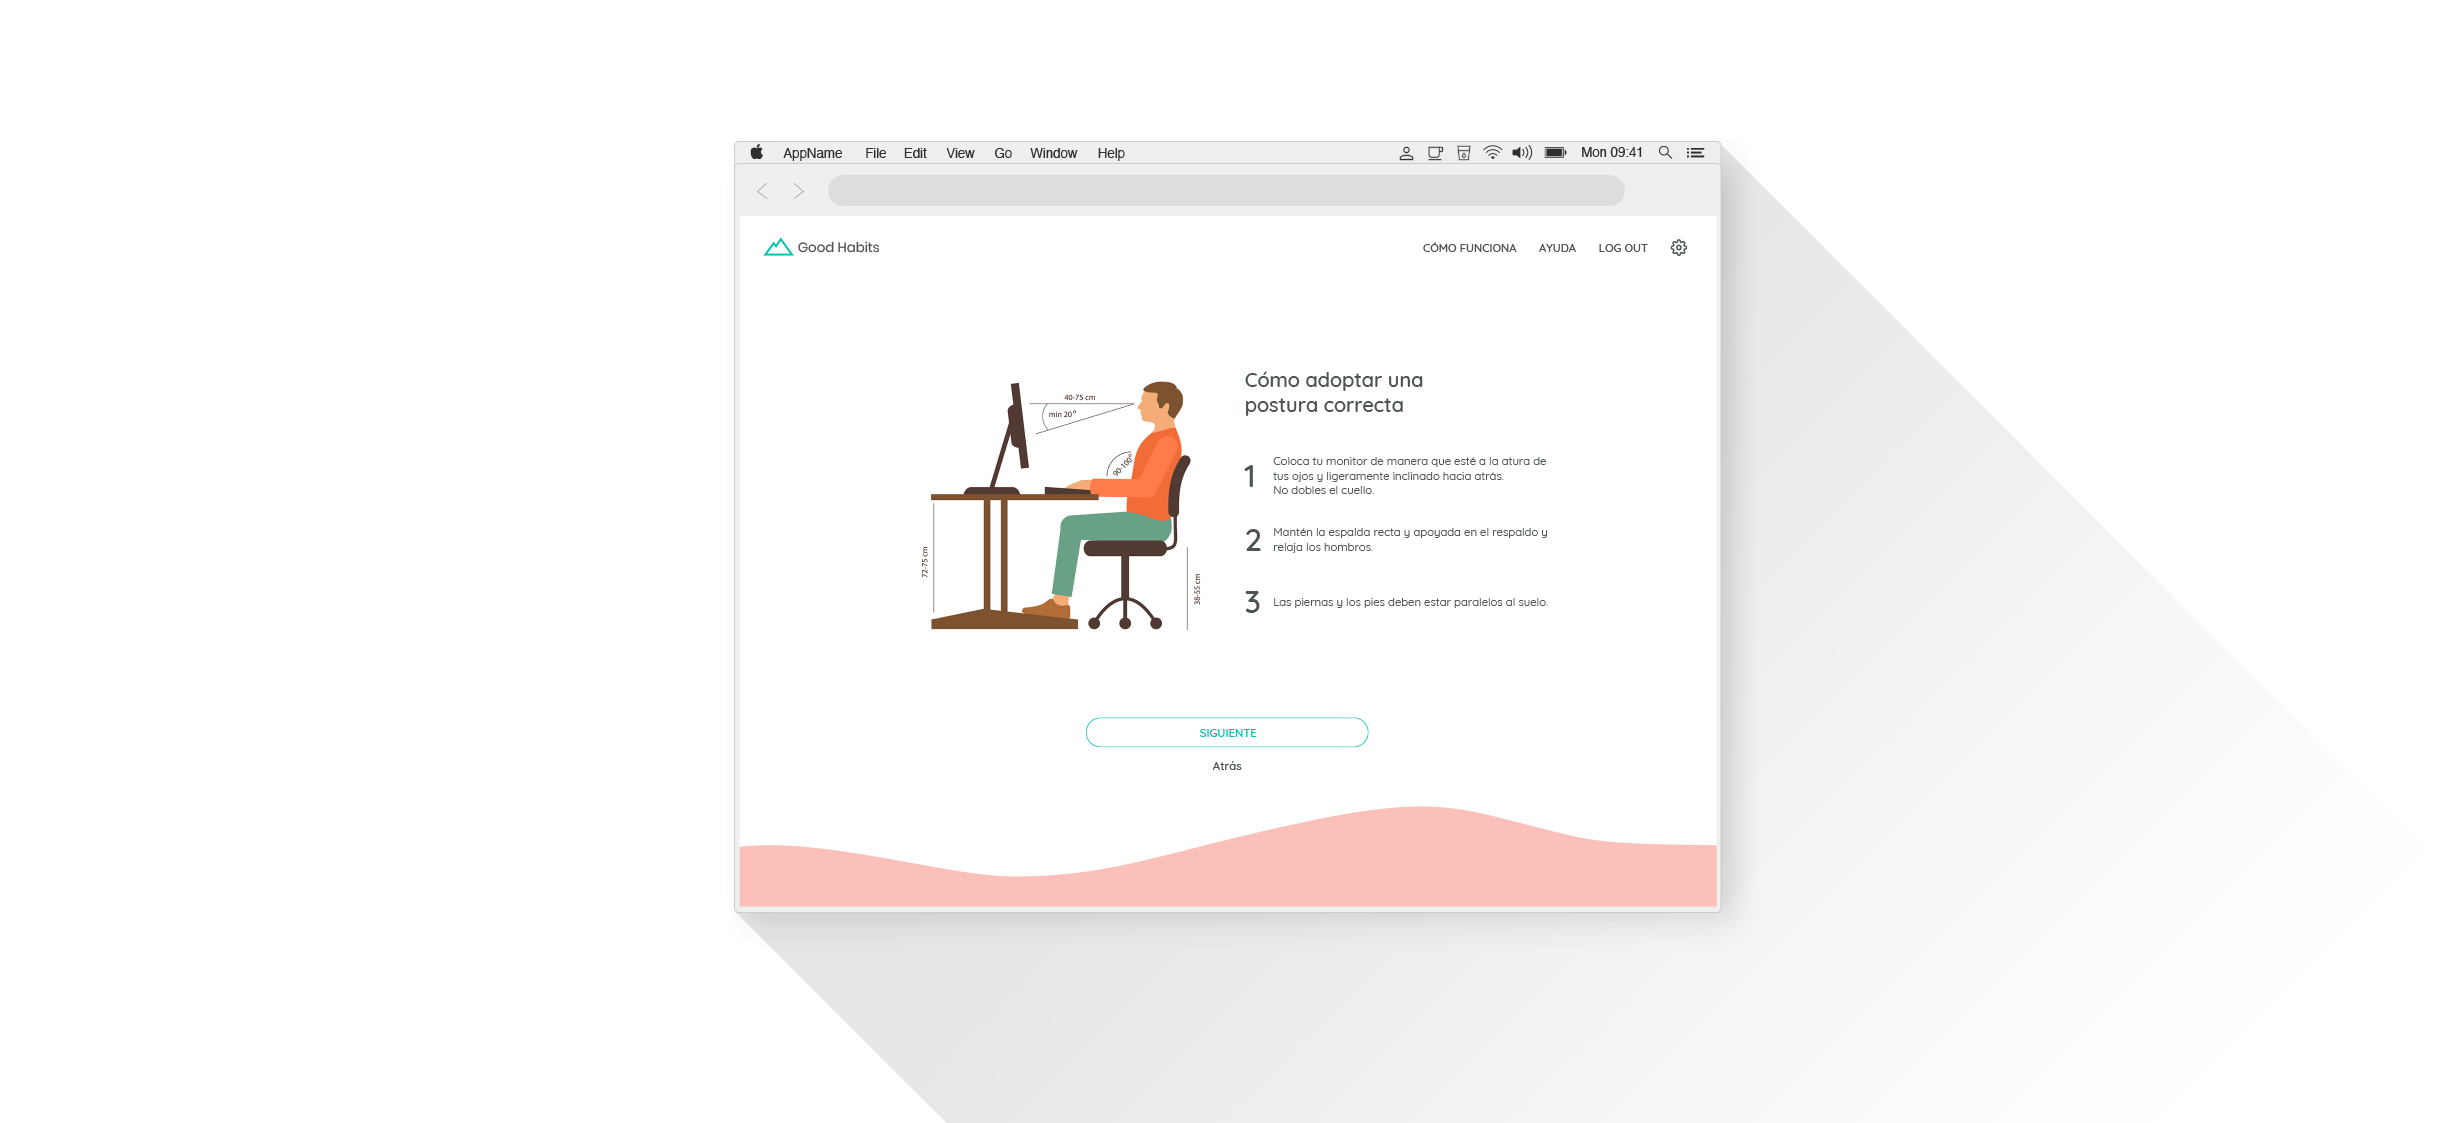 AppName File Edit View Go Window Help Mon 09:41
Good Habits CÓMO FUNCIONA AYUDA LOG OUT
40-75 cm
min 20°
90-100°
72-75 cm
38-55 cm
Cómo adoptar una
postura correcta
1
Coloca tu monitor de manera que esté a la atura de
tus ojos y ligeramente inclinado hacia atrás.
No dobles el cuello.
2
Mantén la espalda recta y apoyada en el respaldo y
relaja los hombros.
3
Las piernas y los pies deben estar paralelos al suelo.
SIGUIENTE
Atrás